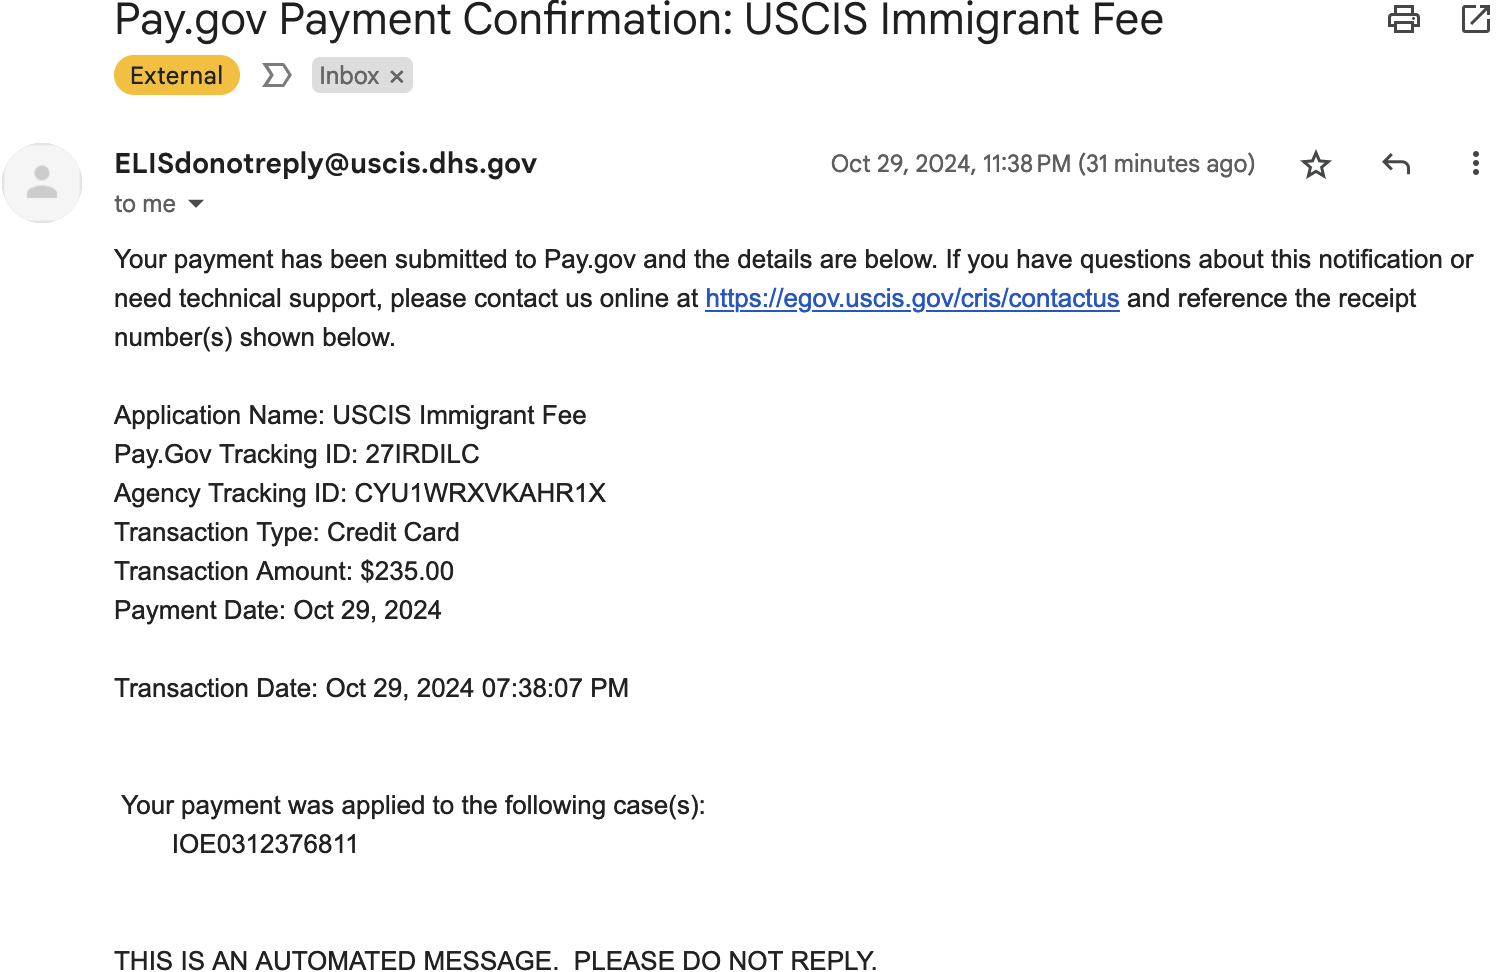 Pay.gov Payment Confirmation: USCIS Immigrant Fee
External Inbox ×
ELISdonotreply@uscis.dhs.gov Oct 29, 2024, 11:38 PM (31 minutes ago)
to me
Your payment has been submitted to Pay.gov and the details are below. If you have questions about this notification or
need technical support, please contact us online at https://egov.uscis.gov/cris/contactus and reference the receipt
number(s) shown below.
Application Name: USCIS Immigrant Fee
Pay.Gov Tracking ID: 27IRDILC
Agency Tracking ID: CYU1WRXVKAHR1X
Transaction Type: Credit Card
Transaction Amount: $235.00
Payment Date: Oct 29, 2024
Transaction Date: Oct 29, 2024 07:38:07 PM
Your payment was applied to the following case(s):
IOE0312376811
THIS IS AN AUTOMATED MESSAGE.  PLEASE DO NOT REPLY.